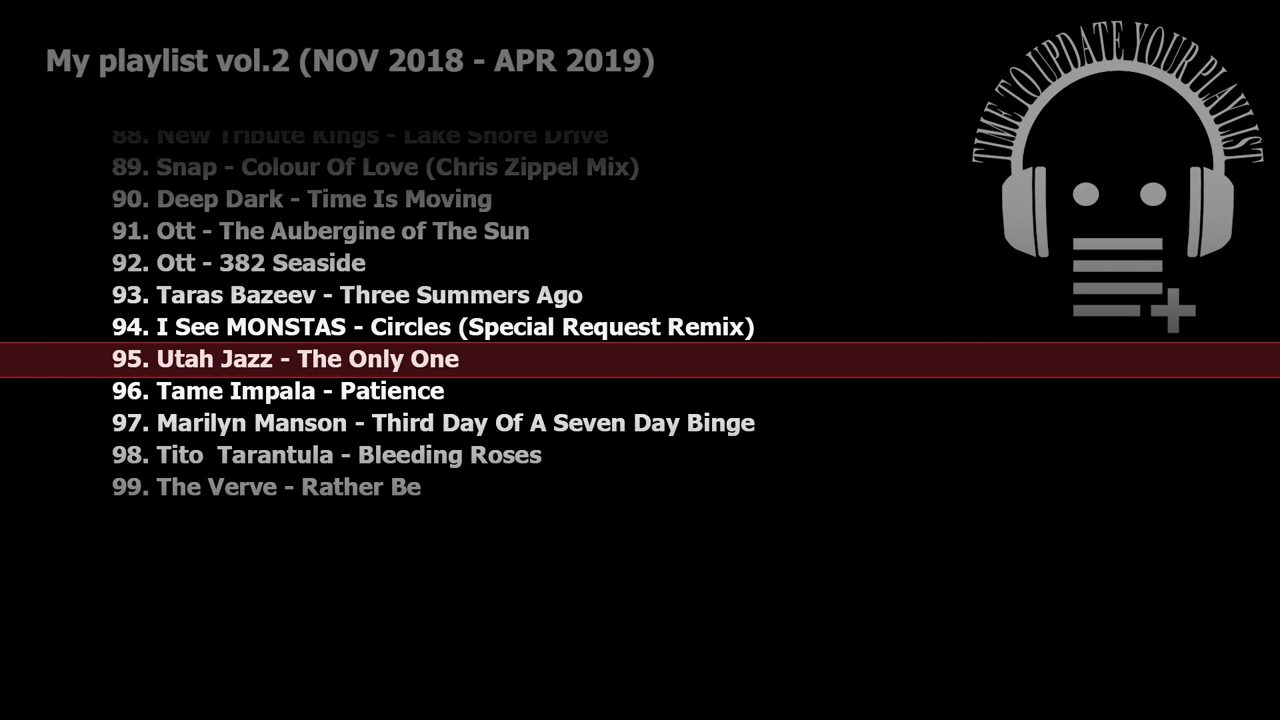 My playlist vol.2 (NOV 2018 - APR 2019)
TIME TO UPDATE YOUR PLAYLIST
88. New Tribute Kings - Lake Shore Drive
89. Snap - Colour Of Love (Chris Zippel Mix)
90. Deep Dark - Time Is Moving
91. Ott - The Aubergine of The Sun
92. Ott - 382 Seaside
93. Taras Bazeev - Three Summers Ago
94. I See MONSTAS - Circles (Special Request Remix)
95. Utah Jazz - The Only One
96. Tame Impala - Patience
97. Marilyn Manson - Third Day Of A Seven Day Binge
98. Tito  Tarantula - Bleeding Roses
99. The Verve - Rather Be